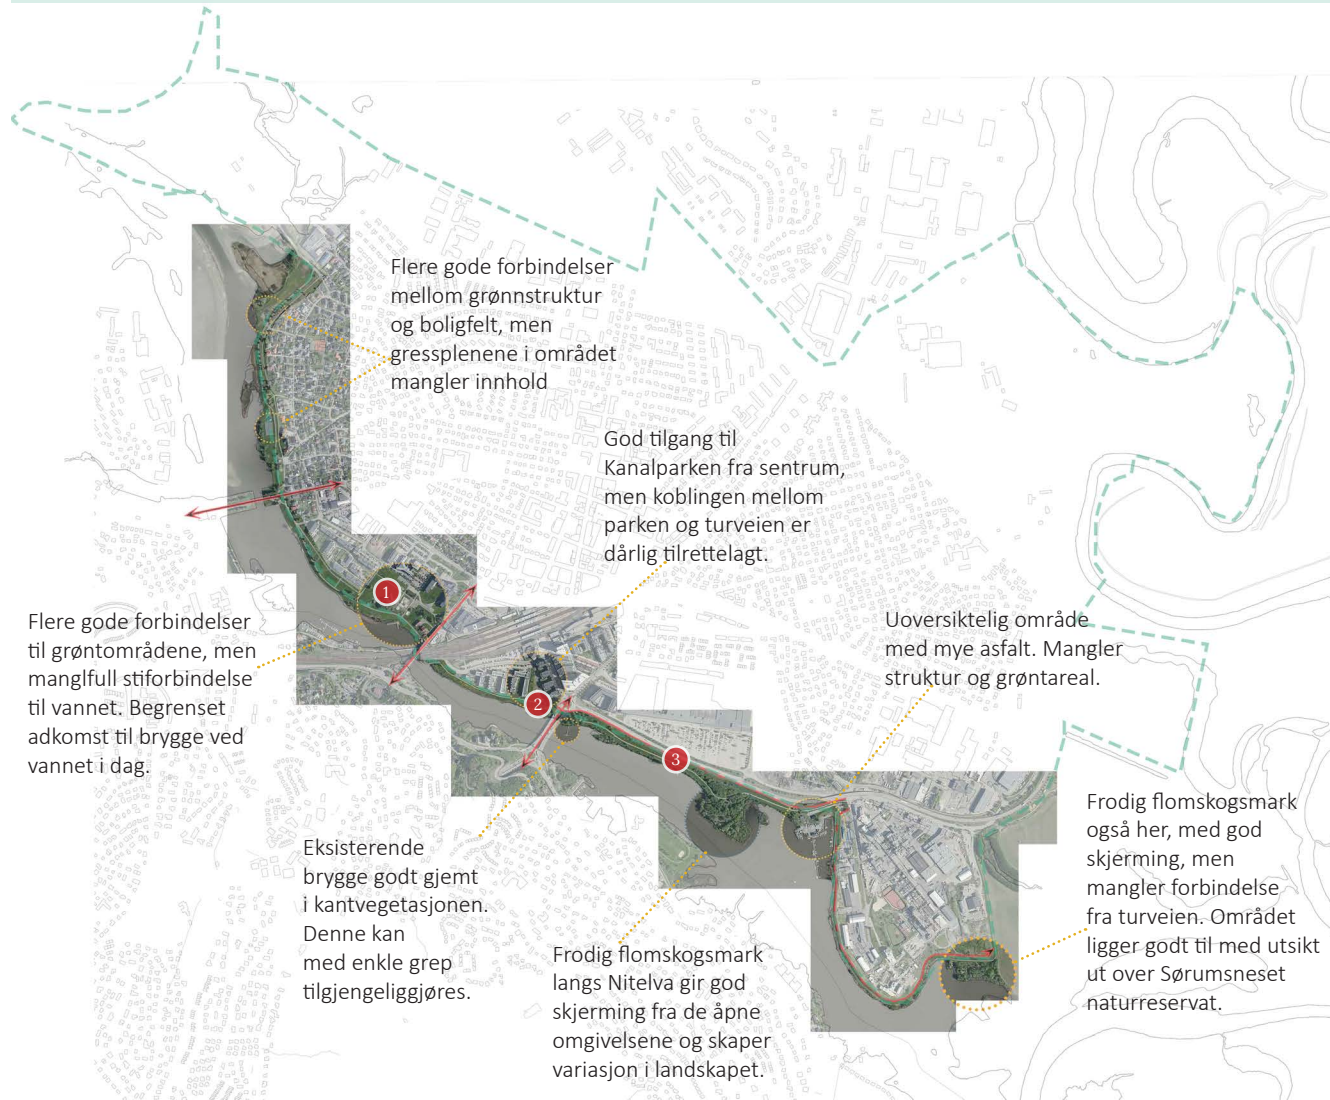 Flere gode forbindelser
mellom grønnstruktur
og boligfelt, men
gressplenene i området
mangler innhold
God tilgang til
Kanalparken fra sentrum,
men koblingen mellom
parken og turveien er
dårlig tilrettelagt.
1
Flere gode forbindelser
til grøntområdene, men
manglfull stiforbindelse
til vannet. Begrenset
adkomst til brygge ved
vannet i dag.
Uoversiktelig område
med mye asfalt. Mangler
struktur og grøntareal.
2
3
Eksisterende
brygge godt gjemt
i kantvegetasjonen.
Denne kan
med enkle grep
tilgjengeliggjøres.
Frodig flomskogsmark
langs Nitelva gir god
skjerming fra de åpne
omgivelsene og skaper
variasjon i landskapet.
Frodig flomskogsmark
også her, med god
skjerming, men
mangler forbindelse
fra turveien. Området
ligger godt til med utsikt
ut over Sørumsneset
naturreservat.